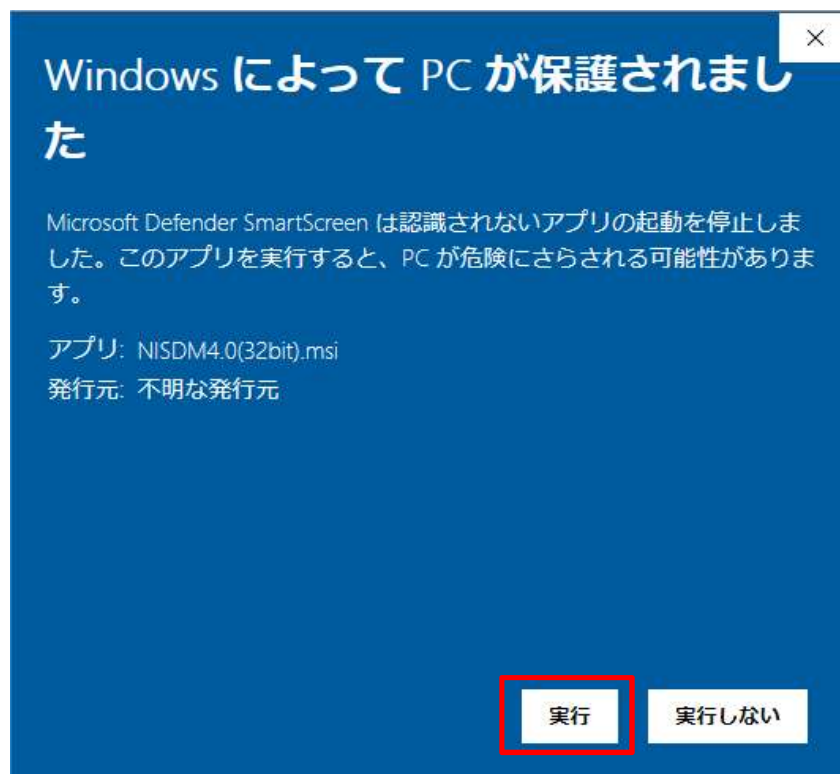 Windows によって PC が保護されまし
た
Microsoft Defender SmartScreen は認識されないアプリの起動を停止しま
した。このアプリを実行すると、PC が危険にさらされる可能性がありま
す。
アプリ: NISDM4.0(32bit).msi
発行元: 不明な発行元
実行 実行しない